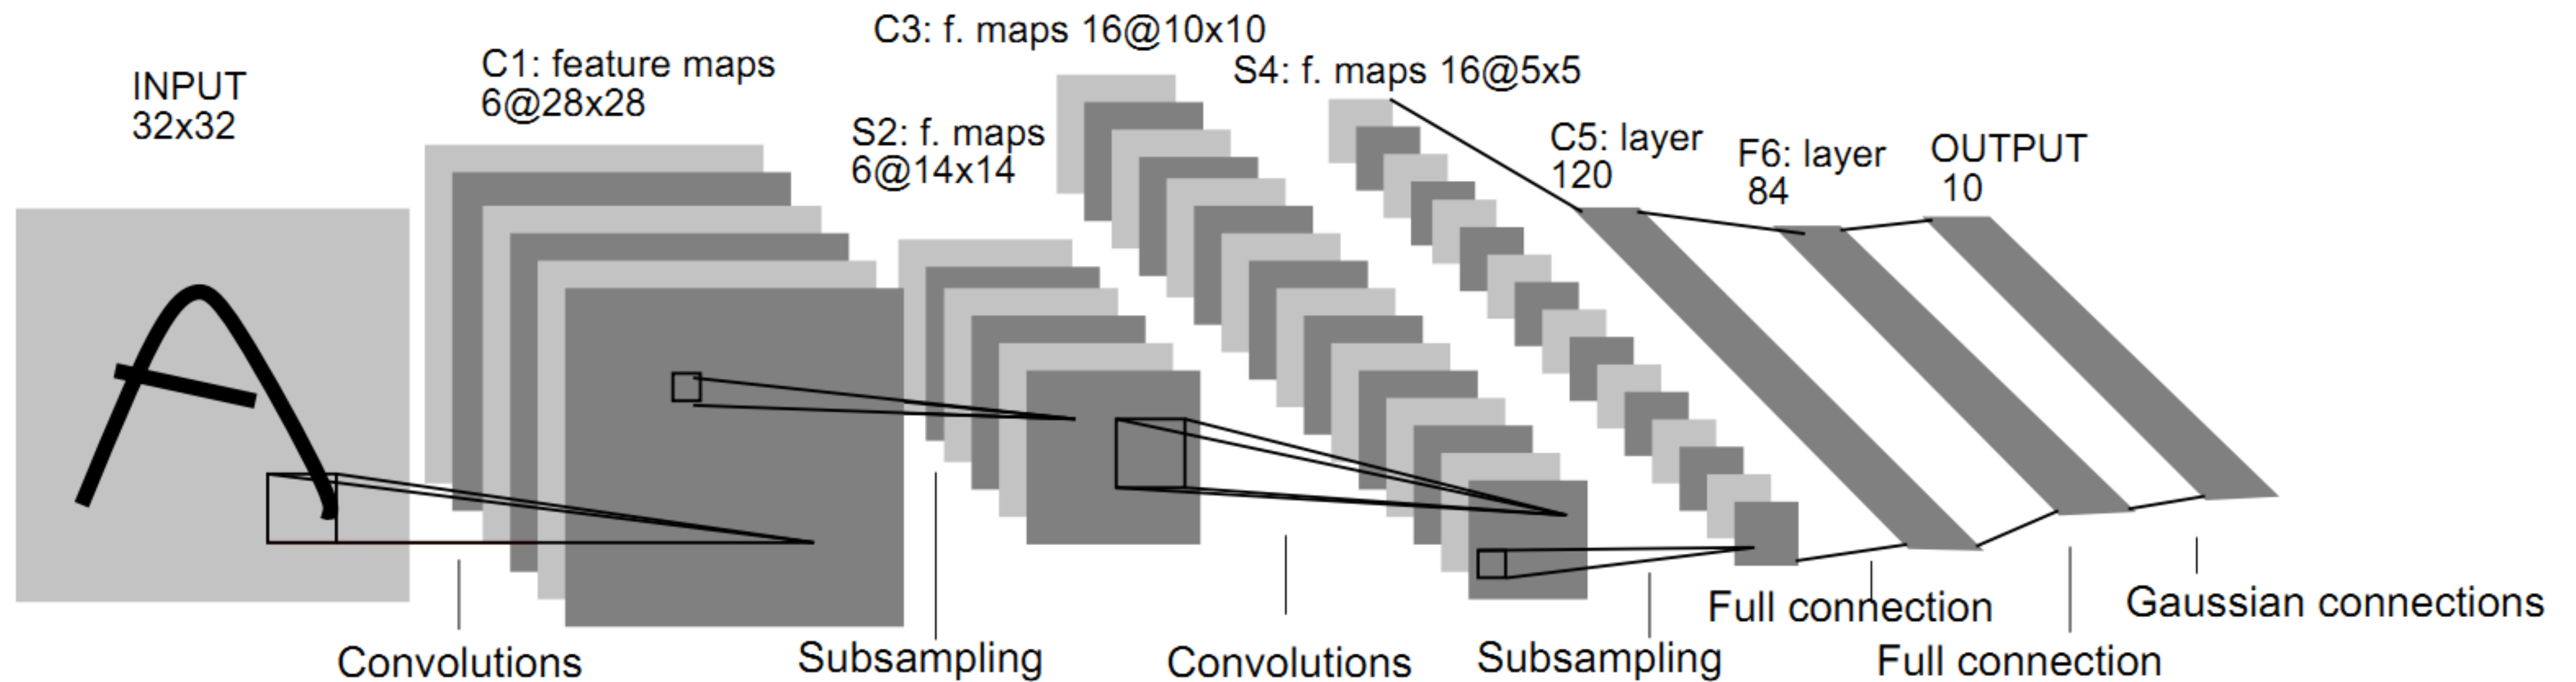 INPUT
32x32
C1: feature maps
6@28x28
S2: f. maps
6@14x14
C3: f. maps 16@10x10
S4: f. maps 16@5x5
C5: layer
120
F6: layer
84
OUTPUT
10
Convolutions
Subsampling
Convolutions
Subsampling
Full connection
Full connection
Gaussian connections